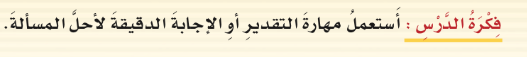 فِكْرَةُ الدَّرْسِ : أَستعملُ مهارةَ التقديرِ أوِ الإجابةَ الدقيقةَ لأحلَّ المسألةَ.